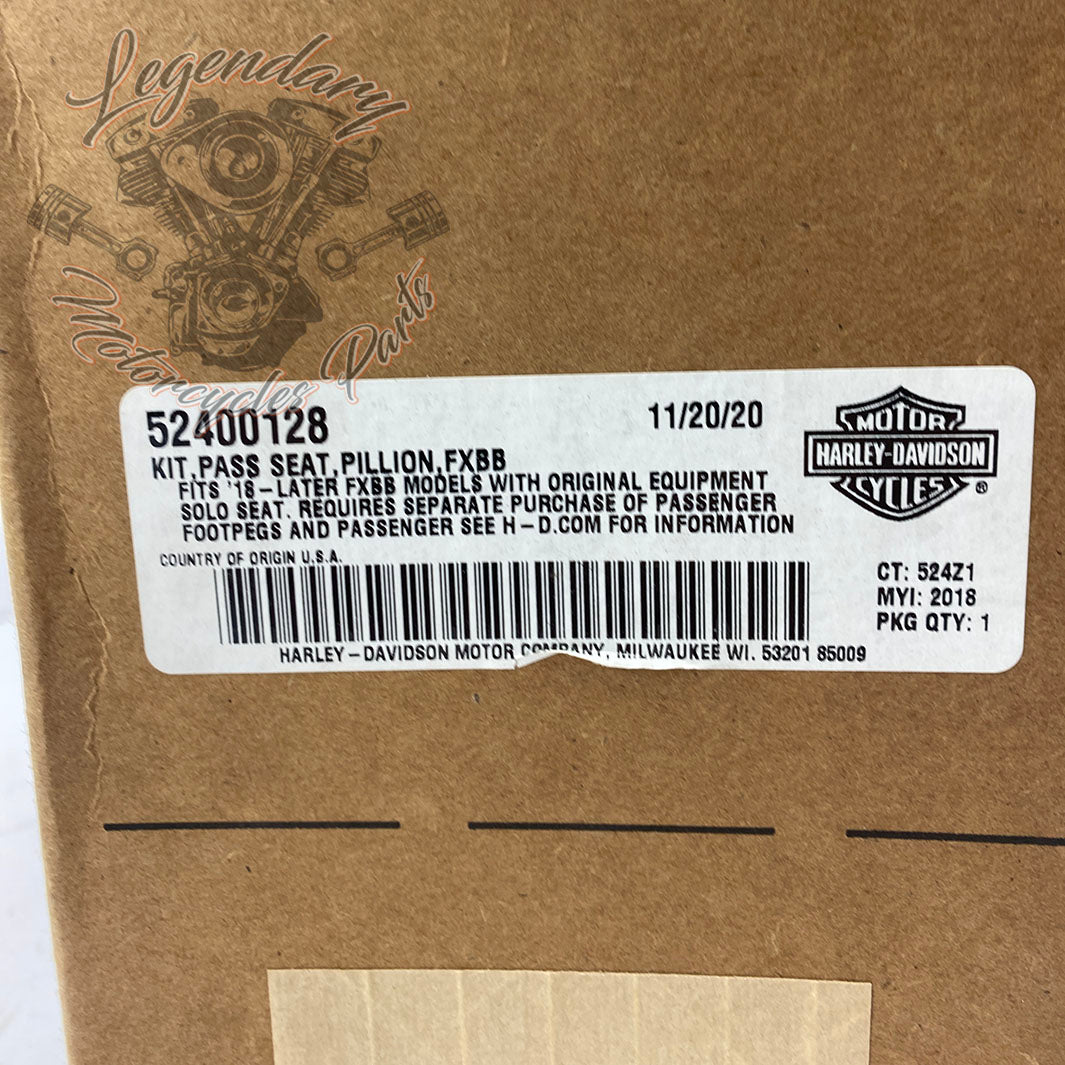 Legendary
Motorcycles Parts
52400128
11/20/20
KIT,PASS SEAT,PILLION,FXBB
FITS '18-LATER FXBB MODELS WITH ORIGINAL EQUIPMENT
SOLO SEAT. REQUIRES SEPARATE PURCHASE OF PASSENGER
FOOTPEGS AND PASSENGER SEE H-D.COM FOR INFORMATION
COUNTRY OF ORIGIN U.S.A.
MOTOR
HARLEY-DAVIDSON
CYCLES
®
CT: 524Z1
MYI: 2018
PKG QTY: 1
HARLEY-DAVIDSON MOTOR COMPANY, MILWAUKEE WI. 53201 85009